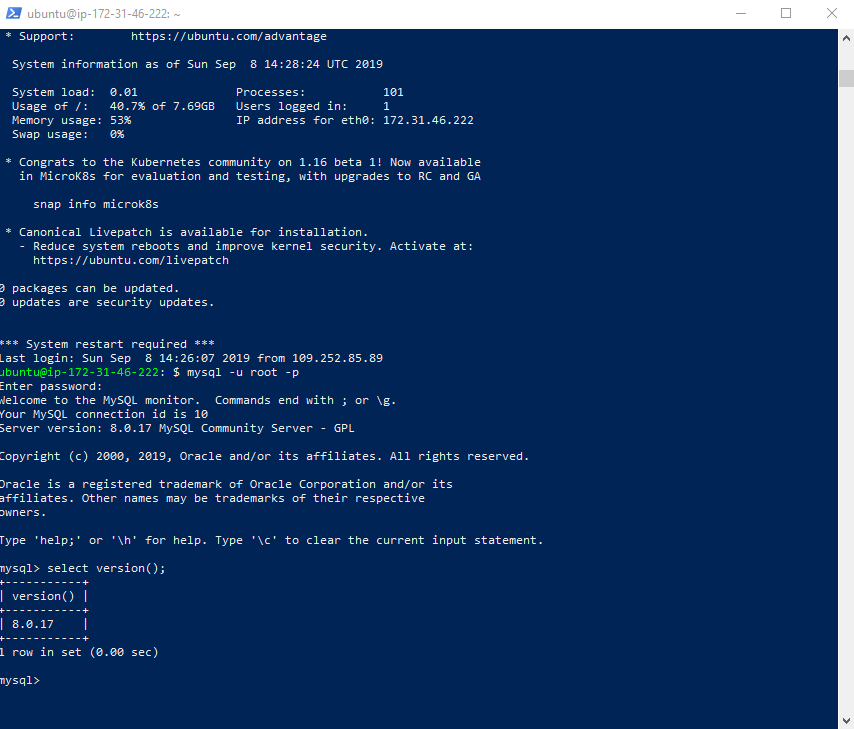 ubuntu@ip-172-31-46-222: ~
* Support:        https://ubuntu.com/advantage
System information as of Sun Sep  8 14:28:24 UTC 2019
System load:  0.01              Processes:           101
Usage of /:   40.7% of 7.69GB   Users logged in:     1
Memory usage: 53%               IP address for eth0: 172.31.46.222
Swap usage:   0%
* Congrats to the Kubernetes community on 1.16 beta 1! Now available
in MicroK8s for evaluation and testing, with upgrades to RC and GA
snap info microk8s
* Canonical Livepatch is available for installation.
- Reduce system reboots and improve kernel security. Activate at:
https://ubuntu.com/livepatch
0 packages can be updated.
0 updates are security updates.
*** System restart required ***
Last login: Sun Sep  8 14:26:07 2019 from 109.252.85.89
ubuntu@ip-172-31-46-222: $ mysql -u root -p
Enter password:
Welcome to the MySQL monitor.  Commands end with ; or \g.
Your MySQL connection id is 10
Server version: 8.0.17 MySQL Community Server - GPL
Copyright (c) 2000, 2019, Oracle and/or its affiliates. All rights reserved.
Oracle is a registered trademark of Oracle Corporation and/or its
affiliates. Other names may be trademarks of their respective
owners.
Type 'help;' or '\h' for help. Type '\c' to clear the current input statement.
mysql> select version();
+-----------+
| version() |
+-----------+
| 8.0.17    |
+-----------+
1 row in set (0.00 sec)
mysql>